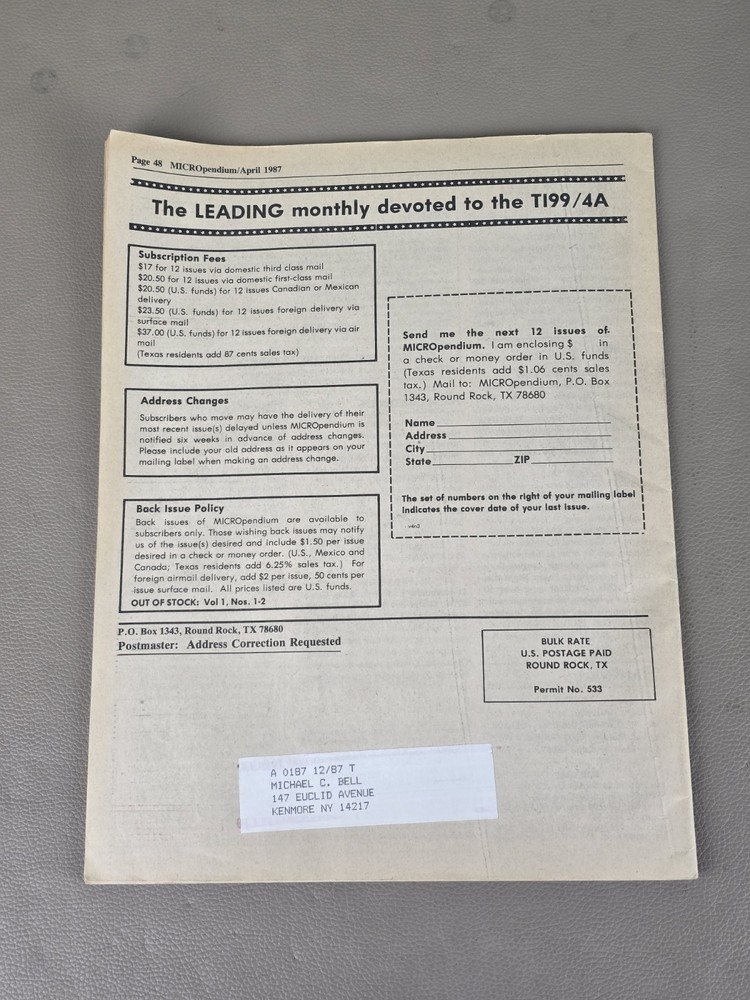 Page 48 MICROpendium/April 1987
The LEADING monthly devoted to the TI99/4A
Subscription Fees
$17 for 12 issues via domestic third class mail
$20.50 for 12 issues via domestic first-class mail
$20.50 (U.S. funds) for 12 issues Canadian or Mexican
delivery
$23.50 (U.S. funds) for 12 issues foreign delivery via
surface mail
$37.00 (U.S. funds) for 12 issues foreign delivery via air
mail
(Texas residents add 87 cents sales tax)
Address Changes
Subscribers who move may have the delivery of their
most recent issue(s) delayed unless MICROpendium is
notified six weeks in advance of address changes.
Please include your old address as it appears on your
mailing label when making an address change.
Back Issue Policy
Back issues of MICROpendium are available to
subscribers only. Those wishing back issues may notify
us of the issue(s) desired and include $1.50 per issue
desired in a check or money order. (U.S., Mexico and
Canada; Texas residents add 6.25% sales tax.) For
foreign airmail delivery, add $2 per issue, 50 cents per
issue surface mail. All prices listed are U.S. funds.
OUT OF STOCK: Vol 1, Nos. 1-2
Send me the next 12 issues of
MICROpendium. I am enclosing $ in
a check or money order in U.S. funds
(Texas residents add $1.06 cents sales
tax.) Mail to: MICROpendium, P.O. Box
1343, Round Rock, TX 78680
Name
Address
City
State ZIP
The set of numbers on the right of your mailing label
indicates the cover date of your last issue.
v4n3
P.O. Box 1343, Round Rock, TX 78680
Postmaster: Address Correction Requested
BULK RATE
U.S. POSTAGE PAID
ROUND ROCK, TX
Permit No. 533
A 0187 12/87 T
MICHAEL C. BELL
147 EUCLID AVENUE
KENMORE NY 14217